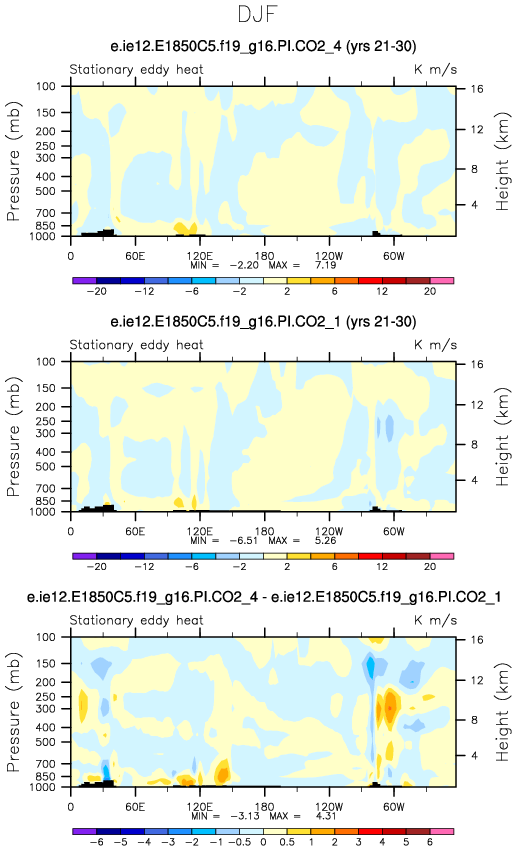 DJF
e.ie12.E1850C5.f19_g16.PI.CO2_4 (yrs 21-30)
Stationary eddy heat K m/s
Pressure (mb)
100
150
200
250
300
400
500
700
850
1000
16
12
8
4
Height (km)
0 60E 120E 180 120W 60W
MIN = -2.20 MAX = 7.19
-20 -12 -6 -2 2 6 12 20
e.ie12.E1850C5.f19_g16.PI.CO2_1 (yrs 21-30)
Stationary eddy heat K m/s
Pressure (mb)
100
150
200
250
300
400
500
700
850
1000
16
12
8
4
Height (km)
0 60E 120E 180 120W 60W
MIN = -6.51 MAX = 5.26
-20 -12 -6 -2 2 6 12 20
e.ie12.E1850C5.f19_g16.PI.CO2_4 - e.ie12.E1850C5.f19_g16.PI.CO2_1
Stationary eddy heat K m/s
Pressure (mb)
100
150
200
250
300
400
500
700
850
1000
16
12
8
4
Height (km)
0 60E 120E 180 120W 60W
MIN = -3.13 MAX = 4.31
-6 -5 -4 -3 -2 -1 -0.5 0 0.5 1 2 3 4 5 6